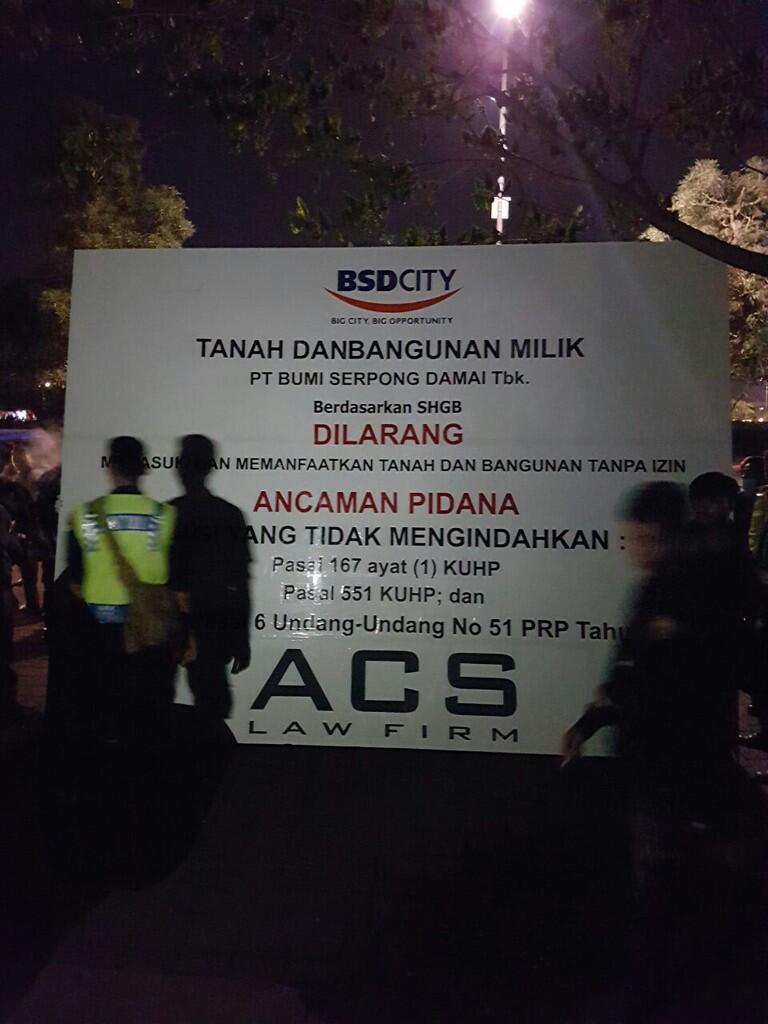 BSDCITY
BIG CITY, BIG OPPORTUNITY
TANAH DANBANGUNAN MILIK
PT BUMI SERPONG DAMAI Tbk.
Berdasarkan SHGB
DILARANG
MEMANFAATKAN TANAH DAN BANGUNAN TANPA IZIN
ANCAMAN PIDANA
YANG TIDAK MENGINDAHKAN :
Pasal 167 ayat (1) KUHP
Pasal 551 KUHP; dan
6 Undang-Undang No 51 PRP
ACS
LAW FIRM